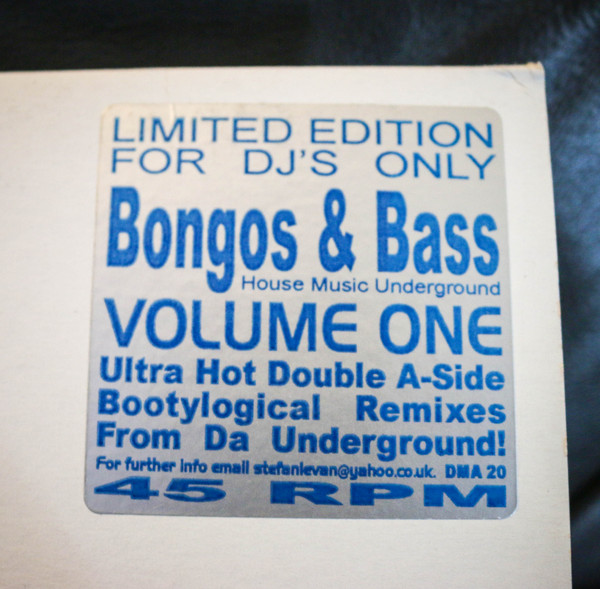 LIMITED EDITION
FOR DJ'S ONLY
Bongos & Bass
House Music Underground
VOLUME ONE
Ultra Hot Double A-Side
Bootylogical Remixes
From Da Underground!
For further info email stefanlevan@yahoo.co.uk. DMA 20
45 RPM